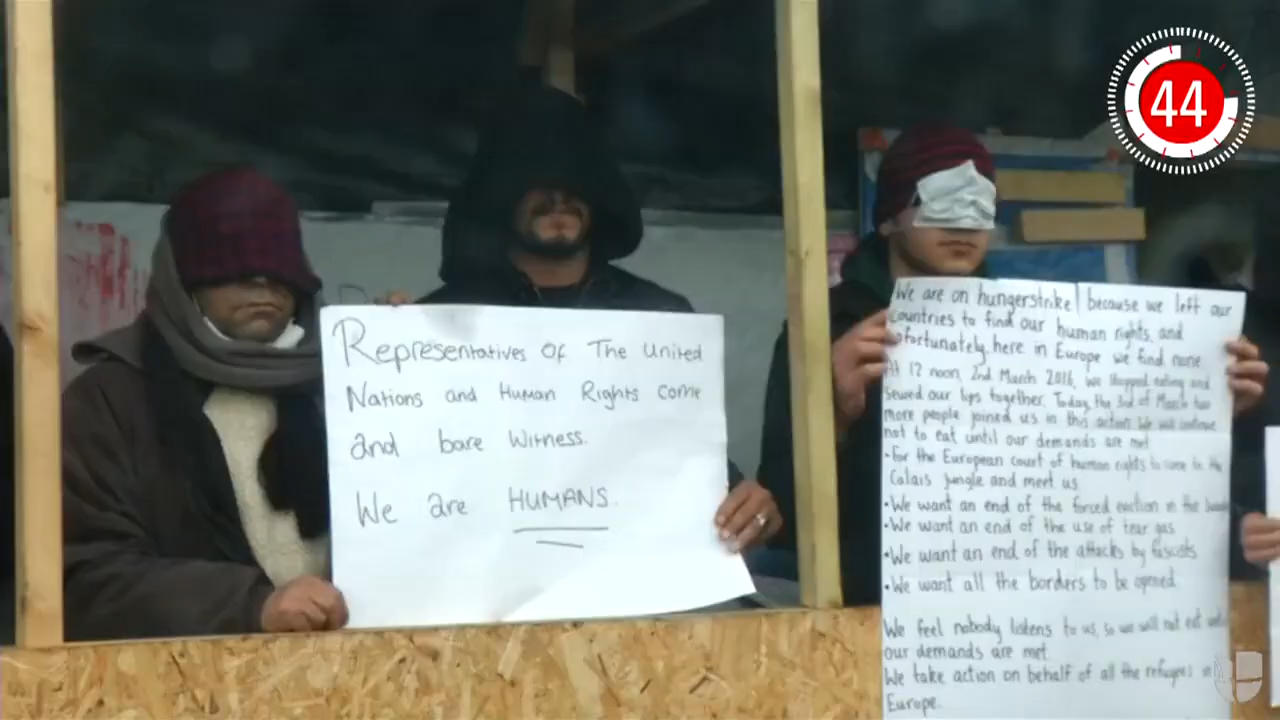 44
Representatives Of The United
Nations and Human Rights come
and bare Witness.
We are HUMANS.
We are on hungerstrike because we left our
countries to find our human rights, and
unfortunately, here in Europe we find none.
At 12 noon, 2nd March 2016, we stopped eating and
sewed our lips together. Today, the 3rd of March two
more people joined us in this action. We will continue
not to eat until our demands are met
•For the European court of human rights to come to the
Calais jungle and meet us.
•We want an end of the forced eviction in the
•We want an end of the use of tear gas.
•We want an end of the attacks by fascists
•We want all the borders to be opened.
We feel nobody listens to us, so we will not eat until
our demands are met.
We take action on behalf of all the refugees in
Europe.